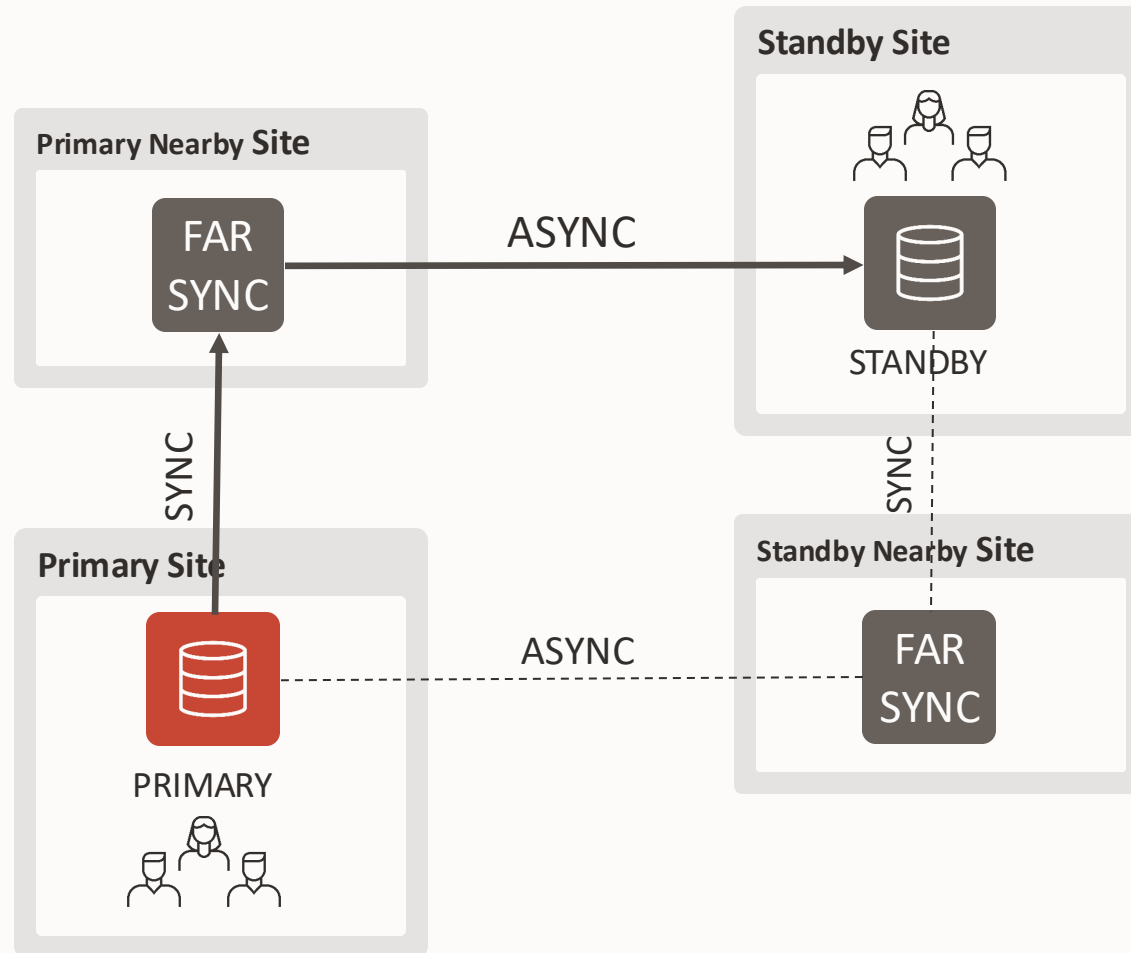 Standby Site
Primary Nearby Site
FAR
SYNC
ASYNC
STANDBY
SYNC
SYNC
Primary Site
Standby Nearby Site
ASYNC
FAR
SYNC
PRIMARY